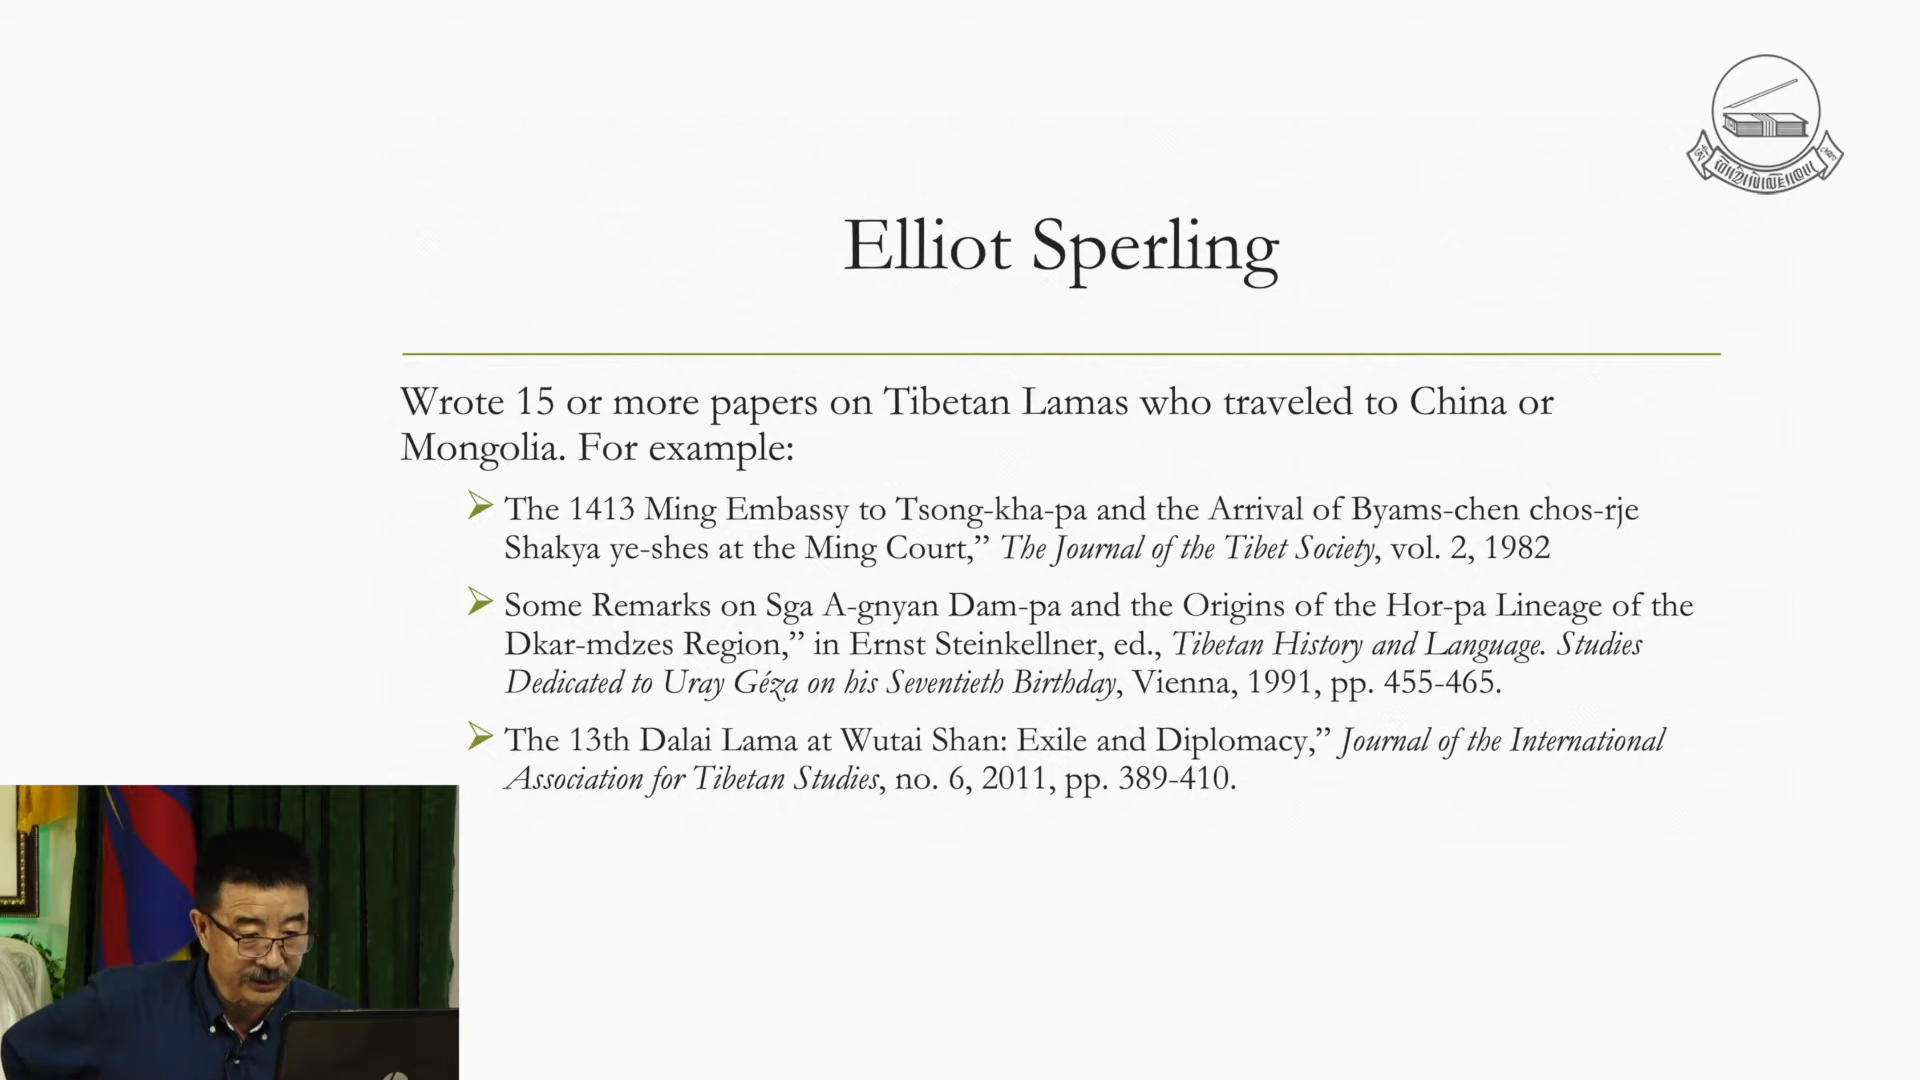 Elliot Sperling
Wrote 15 or more papers on Tibetan Lamas who traveled to China or
Mongolia. For example:
The 1413 Ming Embassy to Tsong-kha-pa and the Arrival of Byams-chen chos-rje
Shakya ye-shes at the Ming Court,” The Journal of the Tibet Society, vol. 2, 1982
Some Remarks on Sga A-gnyan Dam-pa and the Origins of the Hor-pa Lineage of the
Dkar-mdzes Region,” in Ernst Steinkellner, ed., Tibetan History and Language. Studies
Dedicated to Uray Géza on his Seventieth Birthday, Vienna, 1991, pp. 455-465.
The 13th Dalai Lama at Wutai Shan: Exile and Diplomacy,” Journal of the International
Association for Tibetan Studies, no. 6, 2011, pp. 389-410.